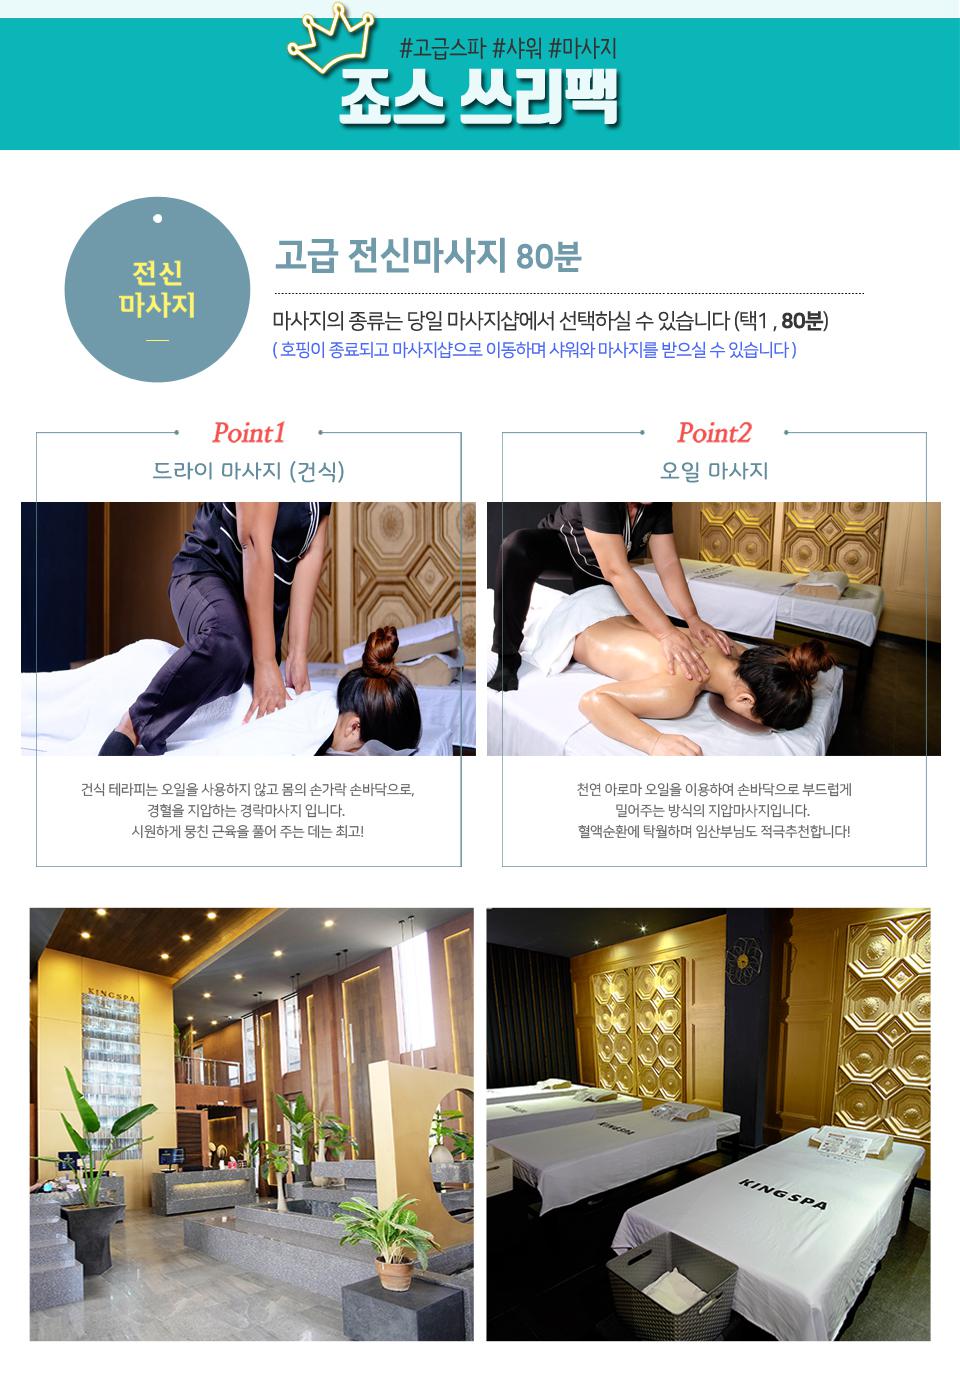 #고급스파 #샤워 #마사지
죠스 쓰리팩
전신
마사지
고급 전신마사지 80분
마사지의 종류는 당일 마사지샵에서 선택하실 수 있습니다 (택1 , 80분)
( 호핑이 종료되고 마사지샵으로 이동하며 샤워와 마사지를 받으실 수 있습니다 )
Point1
드라이 마사지 (건식)
건식 테라피는 오일을 사용하지 않고 몸의 손가락 손바닥으로,
경혈을 지압하는 경락마사지 입니다.
시원하게 뭉친 근육을 풀어 주는 데는 최고!
Point2
오일 마사지
천연 아로마 오일을 이용하여 손바닥으로 부드럽게
밀어주는 방식의 지압마사지입니다.
혈액순환에 탁월하며 임산부님도 적극추천합니다!
KINGSPA
KINGSPA
KINGSPA